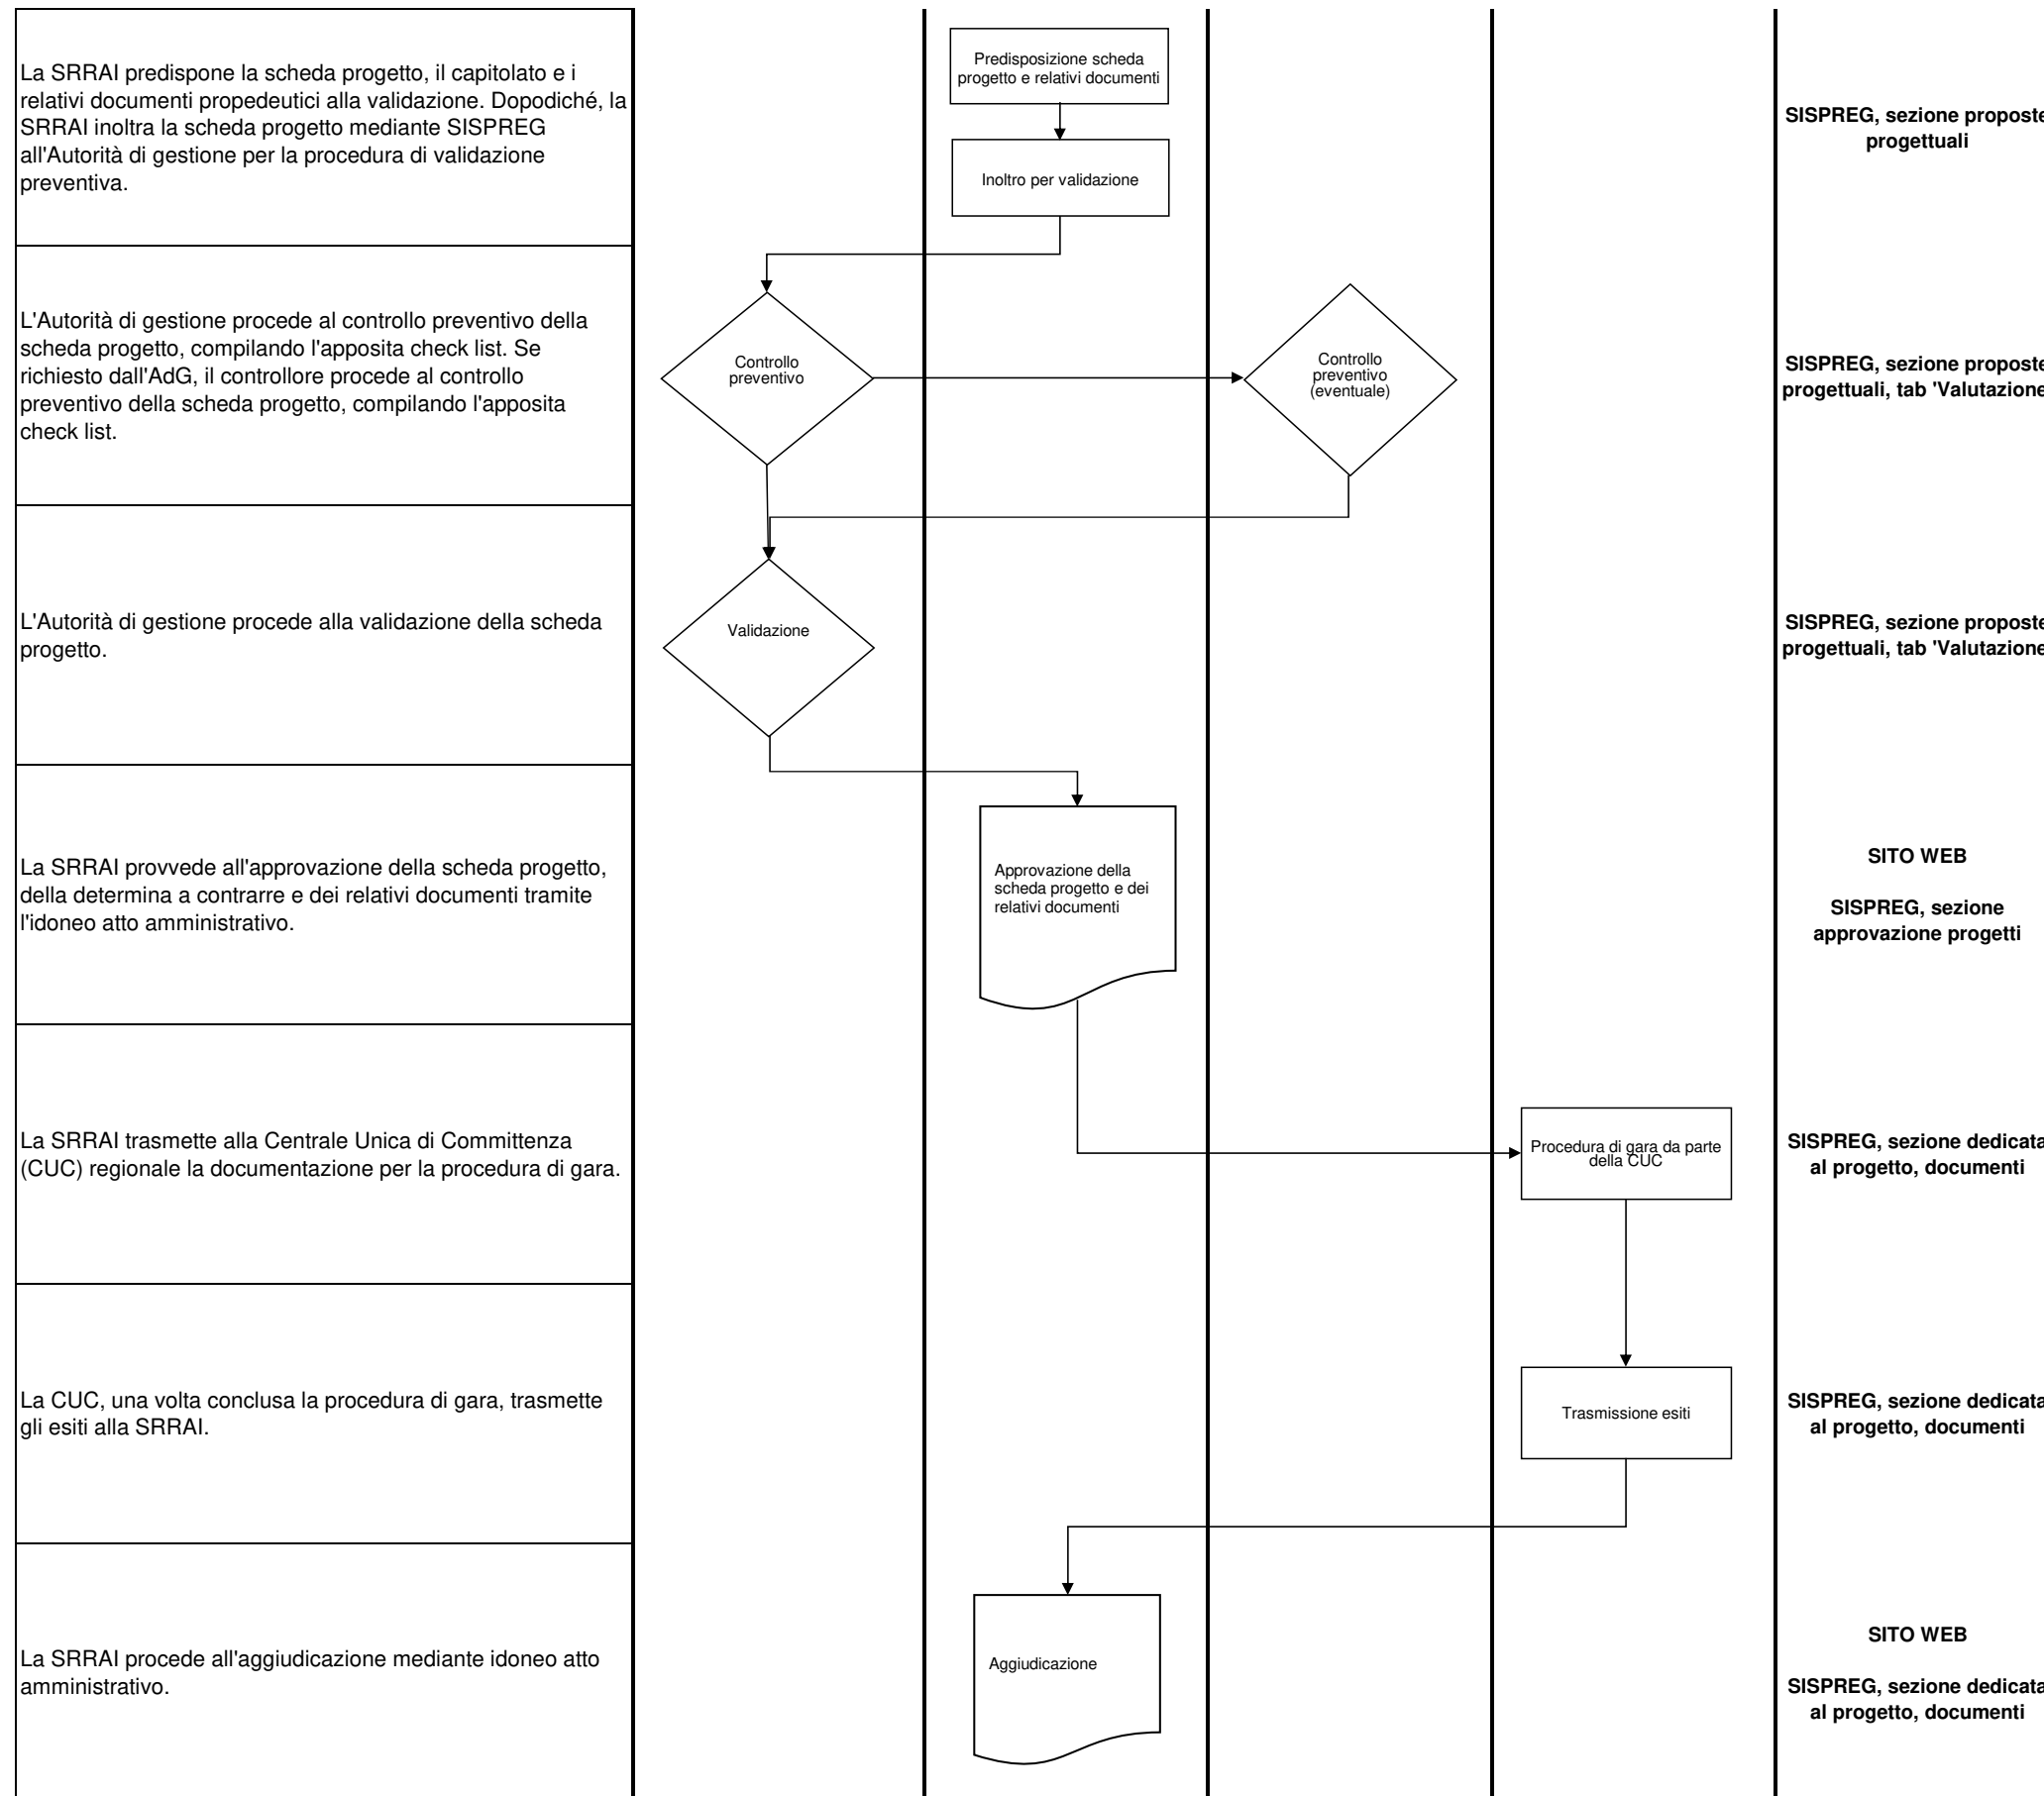 La SRRAI predispone la scheda progetto, il capitolato e i
relativi documenti propedeutici alla validazione. Dopodiché, la
SRRAI inoltra la scheda progetto mediante SISPREG
all'Autorità di gestione per la procedura di validazione
preventiva.
Predisposizione scheda
progetto e relativi documenti
Inoltro per validazione
SISPREG, sezione proposte
progettuali
L'Autorità di gestione procede al controllo preventivo della
scheda progetto, compilando l'apposita check list. Se
richiesto dall'AdG, il controllore procede al controllo
preventivo della scheda progetto, compilando l'apposita
check list.
Controllo
preventivo
Controllo
preventivo
(eventuale)
SISPREG, sezione proposte
progettuali, tab 'Valutazione
L'Autorità di gestione procede alla validazione della scheda
progetto.
Validazione
SISPREG, sezione proposte
progettuali, tab 'Valutazione
La SRRAI provvede all'approvazione della scheda progetto,
della determina a contrarre e dei relativi documenti tramite
l'idoneo atto amministrativo.
Approvazione della
scheda progetto e dei
relativi documenti
SITO WEB
SISPREG, sezione
approvazione progetti
La SRRAI trasmette alla Centrale Unica di Committenza
(CUC) regionale la documentazione per la procedura di gara.
Procedura di gara da parte
della CUC
SISPREG, sezione dedicata
al progetto, documenti
La CUC, una volta conclusa la procedura di gara, trasmette
gli esiti alla SRRAI.
Trasmissione esiti
SISPREG, sezione dedicata
al progetto, documenti
La SRRAI procede all'aggiudicazione mediante idoneo atto
amministrativo.
Aggiudicazione
SITO WEB
SISPREG, sezione dedicata
al progetto, documenti